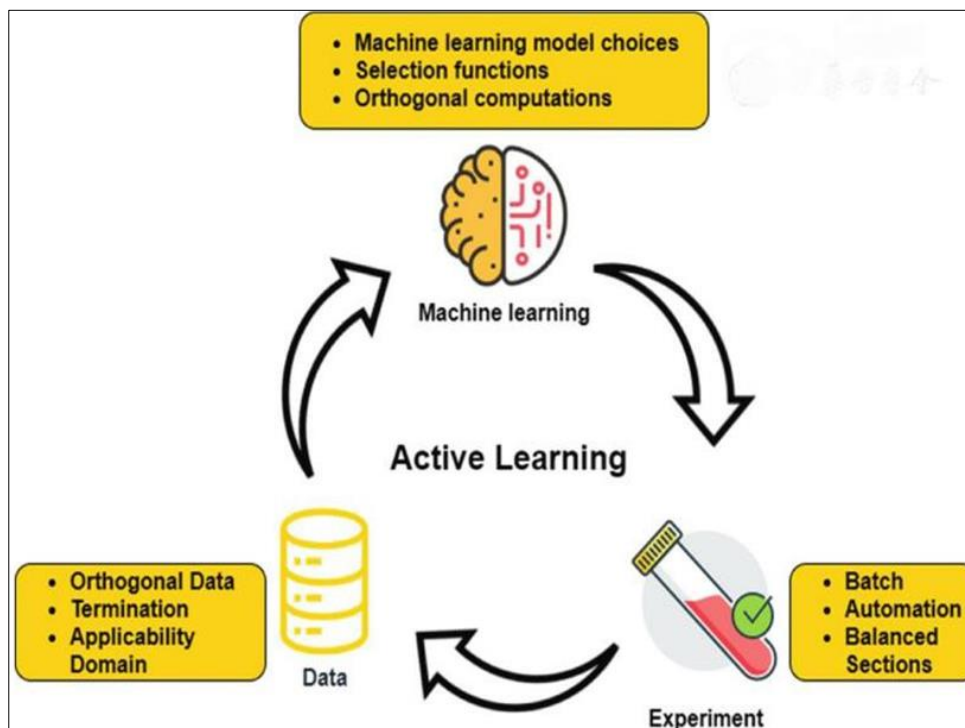 • Machine learning model choices
• Selection functions
• Orthogonal computations
Machine learning
Active Learning
• Orthogonal Data
• Termination
• Applicability
Domain
Data
• Batch
• Automation
• Balanced
Sections
Experiment